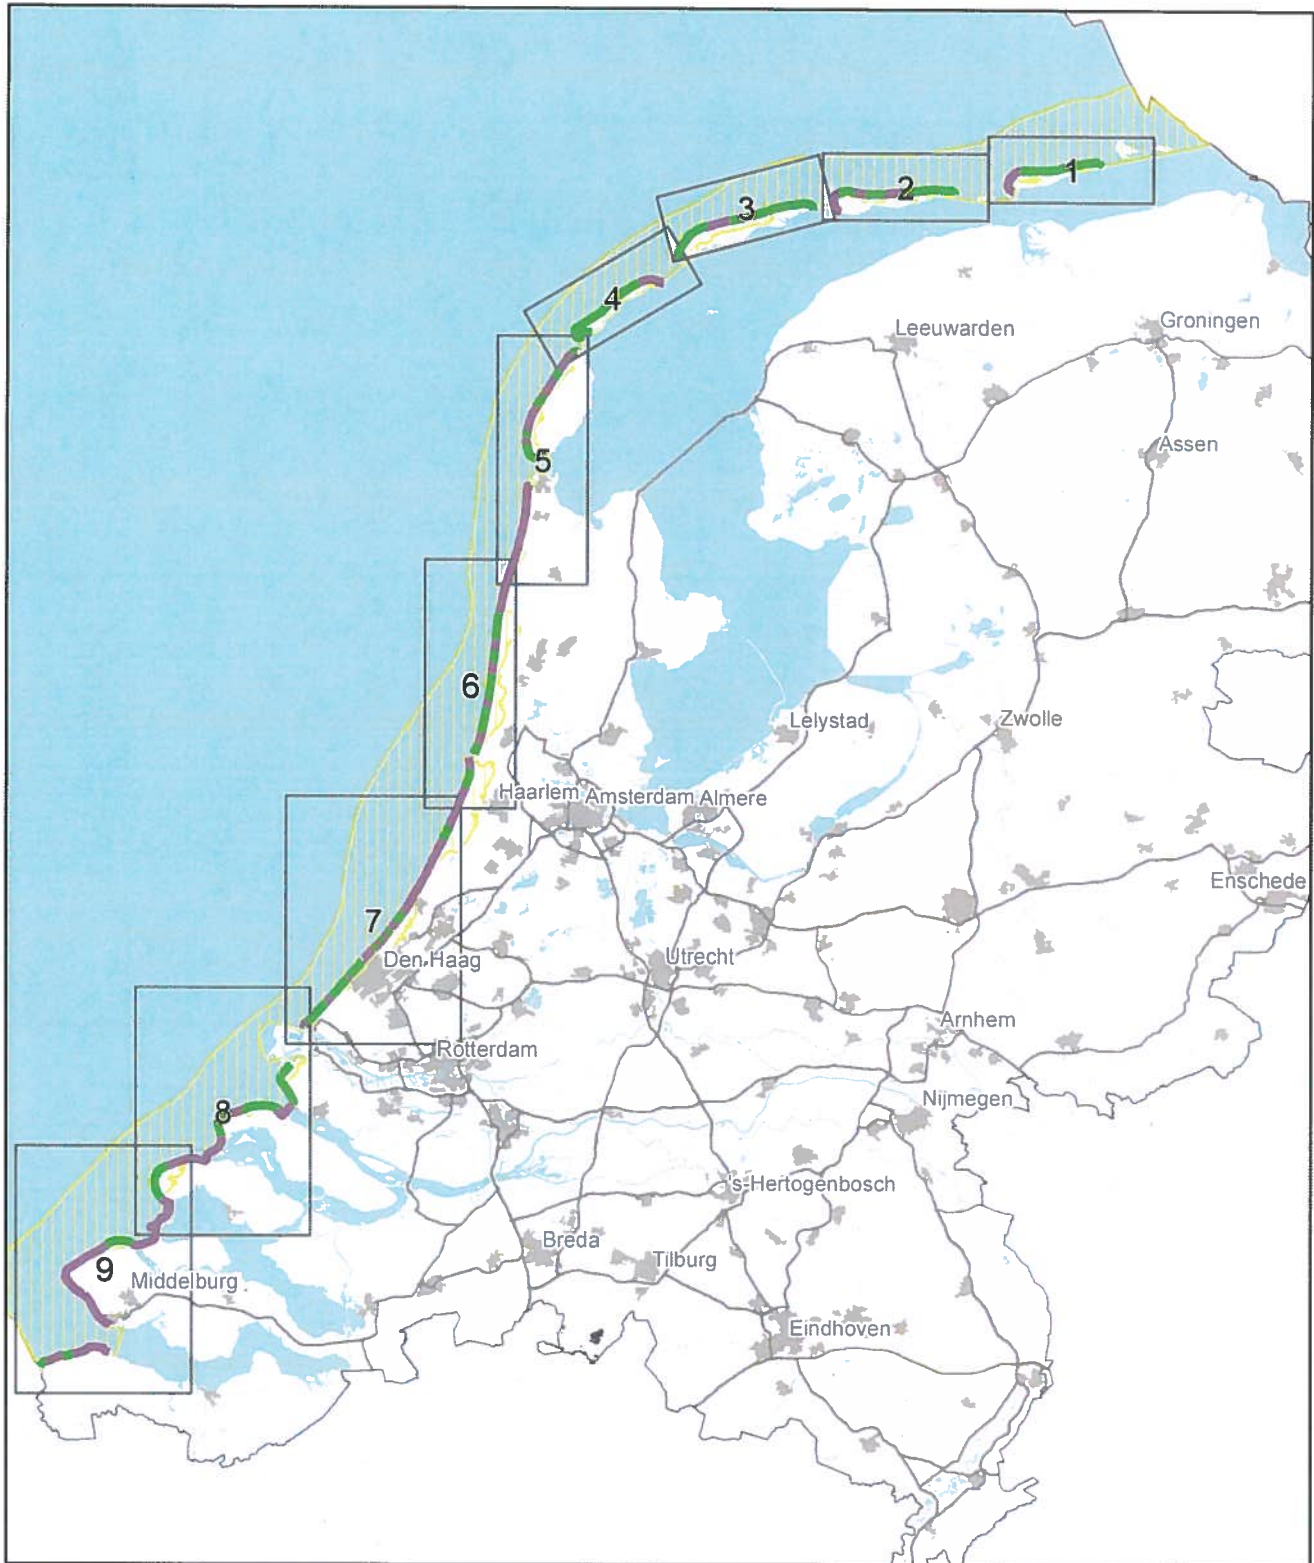 1
2
3
4
Leeuwarden
Groningen
Assen
5
6
Lelystad
Zwolle
Haarlem
Amsterdam
Almere
7
Enschede
Den Haag
Utrecht
Arnhem
Rotterdam
Nijmegen
8
's-Hertogenbosch
Breda
Tilburg
9
Middelburg
Eindhoven